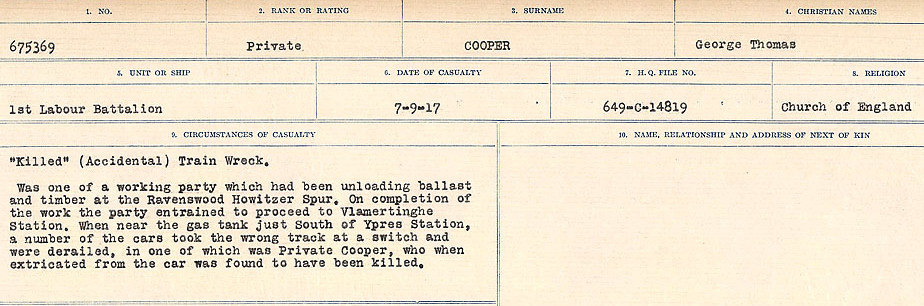 1. NO. 2. RANK OR RATING 3. SURNAME 4. CHRISTIAN NAMES
675369 Private. COOPER George Thomas
5. UNIT OR SHIP 6. DATE OF CASUALTY 7. H.Q. FILE NO. 8. RELIGION
1st Labour Battalion 7-9-17 649-C-14819 Church of England
9. CIRCUMSTANCES OF CASUALTY 10. NAME, RELATIONSHIP AND ADDRESS OF NEXT OF KIN
"Killed" (Accidental) Train Wreck.
Was one of a working party which had been unloading ballast
and timber at the Ravenswood Howitzer Spur. On completion of
the work the party entrained to proceed to Vlamertinghe
Station. When near the gas tank just South of Ypres Station,
a number of the cars took the wrong track at a switch and
were derailed, in one of which was Private Cooper, who when
extricated from the car was found to have been killed.